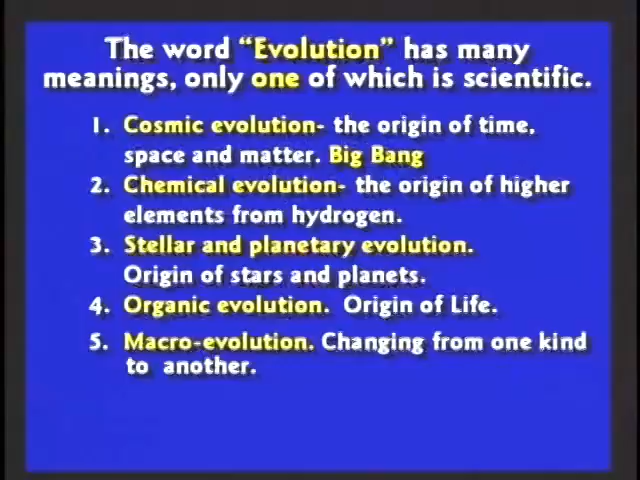 The word “Evolution” has many
meanings, only one of which is scientific.
1. Cosmic evolution- the origin of time,
space and matter. Big Bang
2. Chemical evolution- the origin of higher
elements from hydrogen.
3. Stellar and planetary evolution.
Origin of stars and planets.
4. Organic evolution. Origin of Life.
5. Macro-evolution. Changing from one kind
to another.